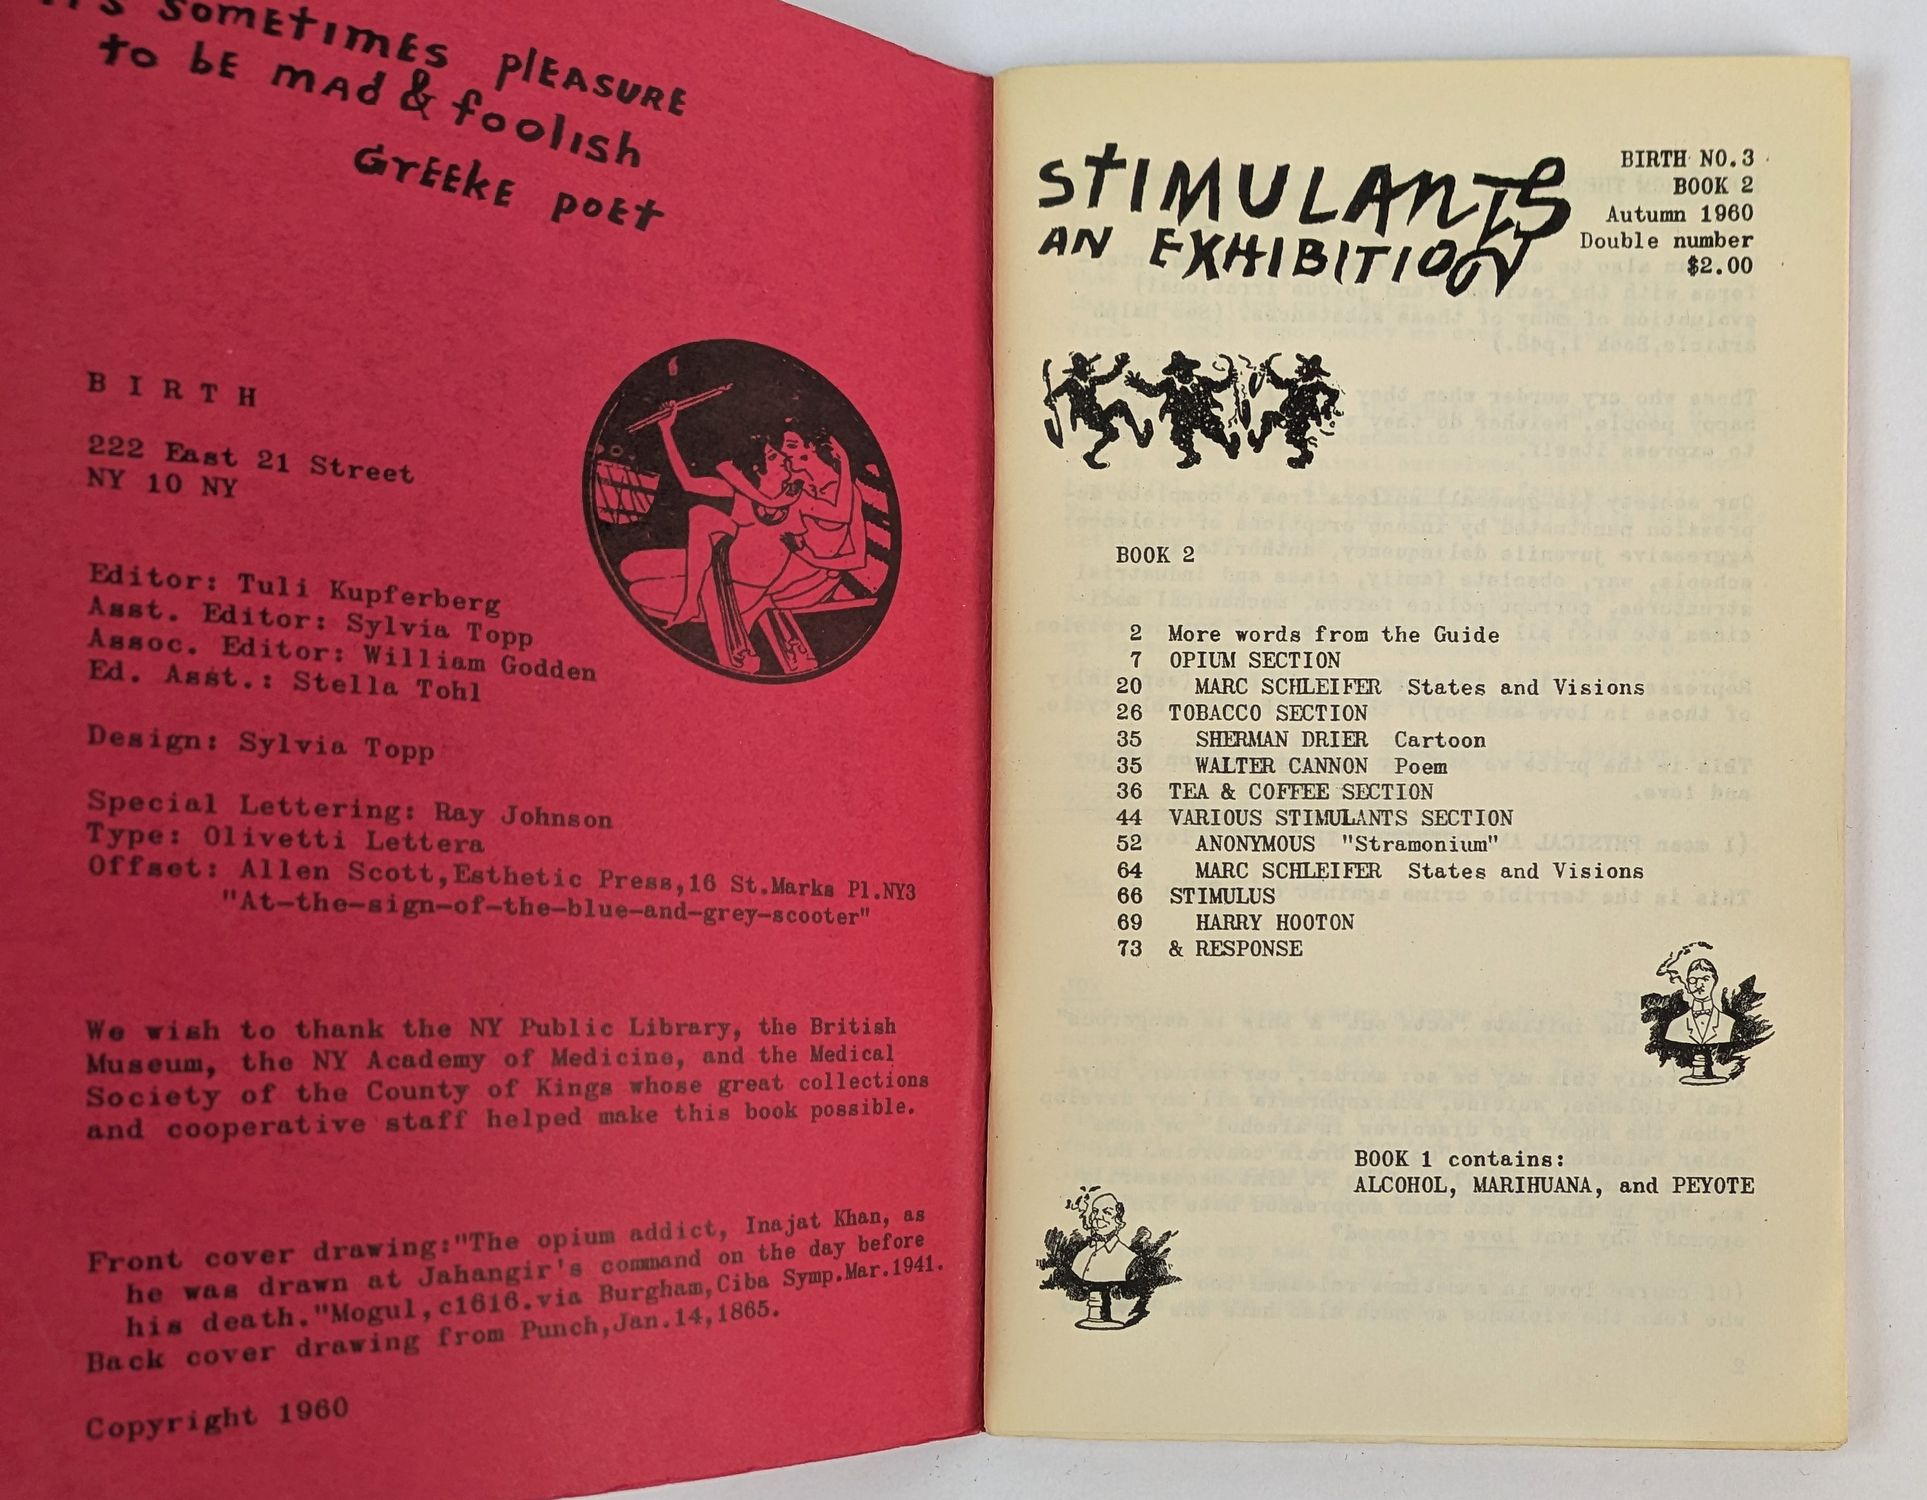 SOMETIMES PLEASURE
TO BE MAD & FOOLISH
GREEKE POET
BIRTH
222 East 21 Street
NY 10 NY
Editor: Tuli Kupferberg
Asst. Editor: Sylvia Topp
Assoc. Editor: William Godden
Ed. Asst.: Stella Tohl
Design: Sylvia Topp
Special Lettering: Ray Johnson
Type: Olivetti Lettera
Offset: Allen Scott,Esthetic Press,16 St.Marks Pl.NY3
"At-the-sign-of-the-blue-and-grey-scooter"
We wish to thank the NY Public Library, the British
Museum, the NY Academy of Medicine, and the Medical
Society of the County of Kings whose great collections
and cooperative staff helped make this book possible.
Front cover drawing:"The opium addict, Inajat Khan, as
he was drawn at Jahangir's command on the day before
his death."Mogul,c1616.via Burgham,Ciba Symp.Mar.1941.
Back cover drawing from Punch,Jan.14,1865.
Copyright 1960
STIMULANTS
AN EXHIBITION
BIRTH NO.3
BOOK 2
Autumn 1960
Double number
$2.00
BOOK 2
2 More words from the Guide
7 OPIUM SECTION
20 MARC SCHLEIFER States and Visions
26 TOBACCO SECTION
35 SHERMAN DRIER Cartoon
35 WALTER CANNON Poem
36 TEA & COFFEE SECTION
44 VARIOUS STIMULANTS SECTION
52 ANONYMOUS "Stramonium"
64 MARC SCHLEIFER States and Visions
66 STIMULUS
69 HARRY HOOTON
73 & RESPONSE
BOOK 1 contains:
ALCOHOL, MARIHUANA, and PEYOTE